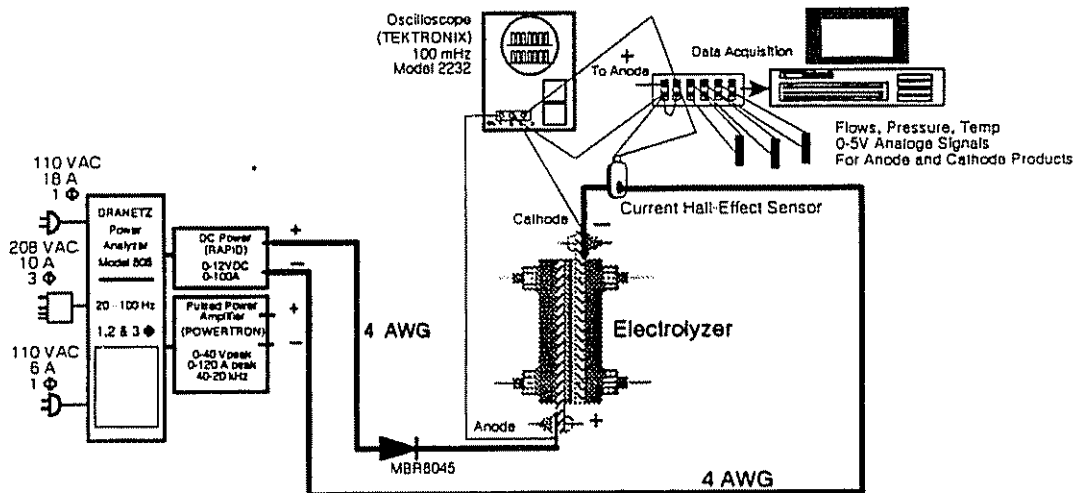 Oscilloscope
(TEKTRONIX)
100 mHz
Model 2232
+
To Anode
Data Acquisition
Flows, Pressure, Temp
0-5V Analoge Signals
For Anode and Cathode Products
110 VAC
18 A
1 Φ
208 VAC
10 A
3 Φ
110 VAC
6 A
1 Φ
DRANETZ
Power
Analyzer
Model 808
20 - 100 Hz
1,2 & 3 Φ
DC Power
(RAPID)
0-12VDC
0-100A
+
−
Pulsed Power
Amplifier
(POWERTRON)
0-40 Vpeak
0-120 A peak
40-20 kHz
+
−
4 AWG
Current Hall-Effect Sensor
Cathode
−
Electrolyzer
Anode
+
MBR8045
4 AWG